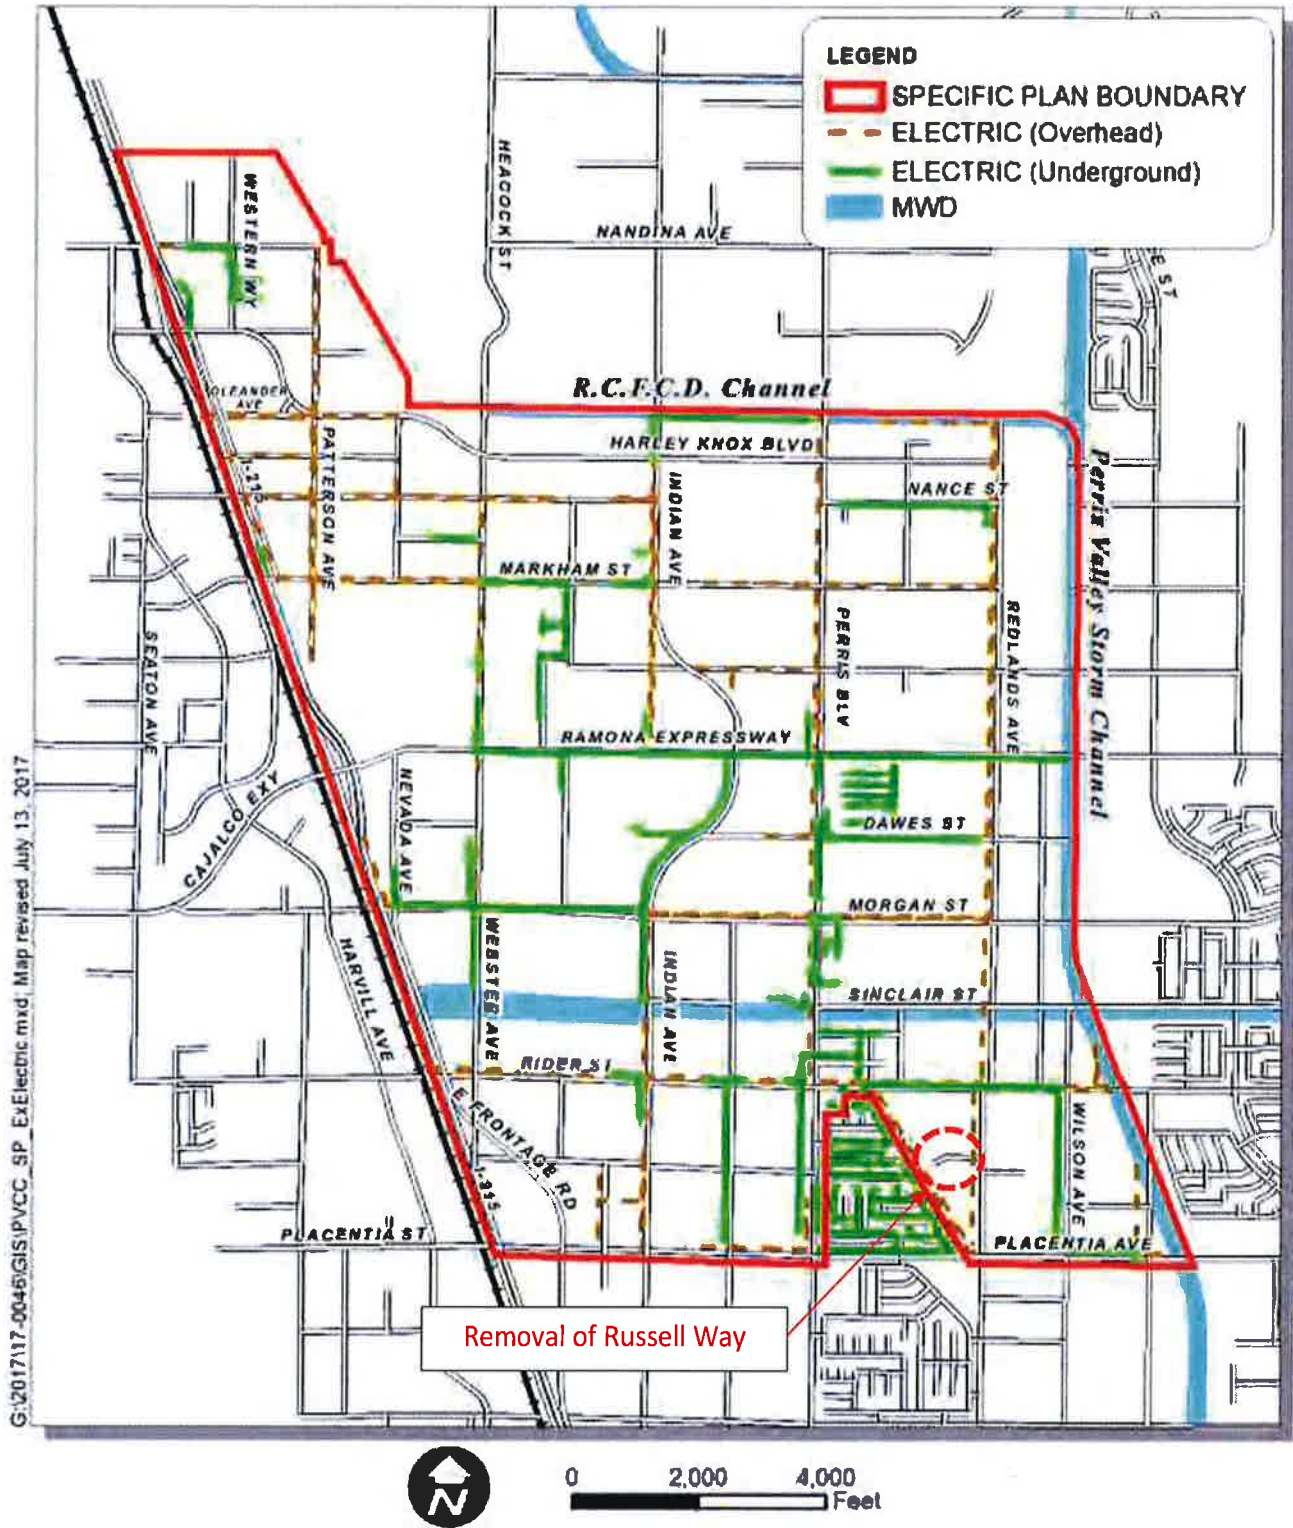 LEGEND
SPECIFIC PLAN BOUNDARY
ELECTRIC (Overhead)
ELECTRIC (Underground)
MWD
HEACOCK ST
WESTERN WY
NANDINA AVE
ST
R.C.F.C.D. Channel
OLEANDER
AVE
HARLEY KNOX BLVD
PATTERSON AVE
I-215
INDIAN AVE
NANCE ST
Perris Valley Storm Channel
MARKHAM ST
SEATON AVE
PERRIS BLV
REDLANDS AVE
RAMONA EXPRESSWAY
CAJALCO EXY
NEVADA AVE
DAWES ST
MORGAN ST
HARVILL AVE
WEBSTER AVE
INDIAN AVE
SINCLAIR ST
RIDER ST
E FRONTAGE RD
WILSON AVE
PLACENTIA ST
PLACENTIA AVE
Removal of Russell Way
G:\2017\17-0046\GIS\PVCC_SP_ExElectric.mxd; Map revised July 13, 2017
N
0 2,000 4,000
Feet